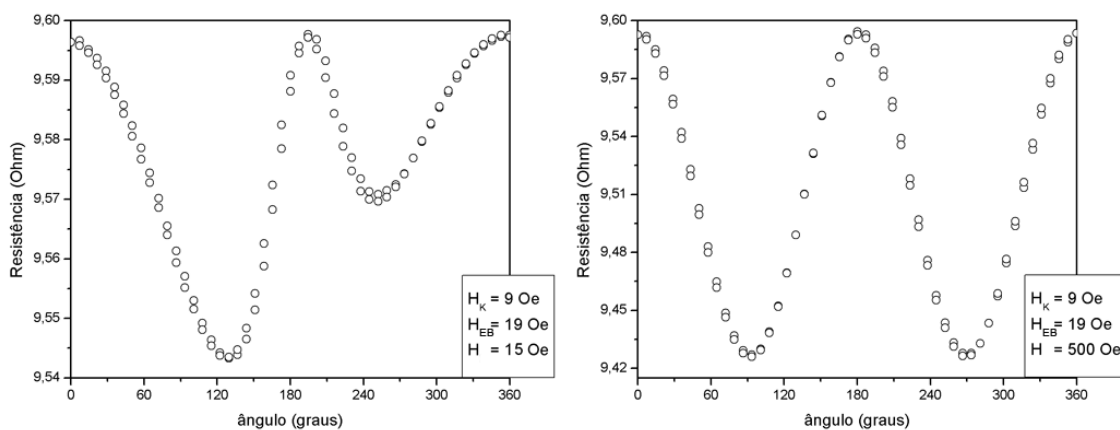 9,60
9,59
9,58
9,57
9,56
9,55
9,54
Resistência (Ohm)
0 60 120 180 240 300 360
ângulo (graus)
H_K = 9 Oe
H_EB = 19 Oe
H = 15 Oe
9,60
9,57
9,54
9,51
9,48
9,45
9,42
Resistência (Ohm)
0 60 120 180 240 300 360
ângulo (graus)
H_K = 9 Oe
H_EB = 19 Oe
H = 500 Oe